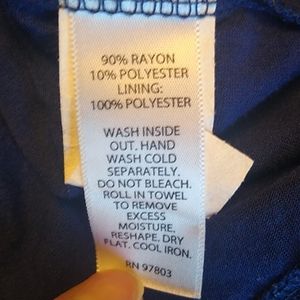 90% RAYON
10% POLYESTER
LINING:
100% POLYESTER
WASH INSIDE
OUT. HAND
WASH COLD
SEPARATELY.
DO NOT BLEACH.
ROLL IN TOWEL
TO REMOVE
EXCESS
MOISTURE,
RESHAPE. DRY
FLAT. COOL IRON.
RN 97803